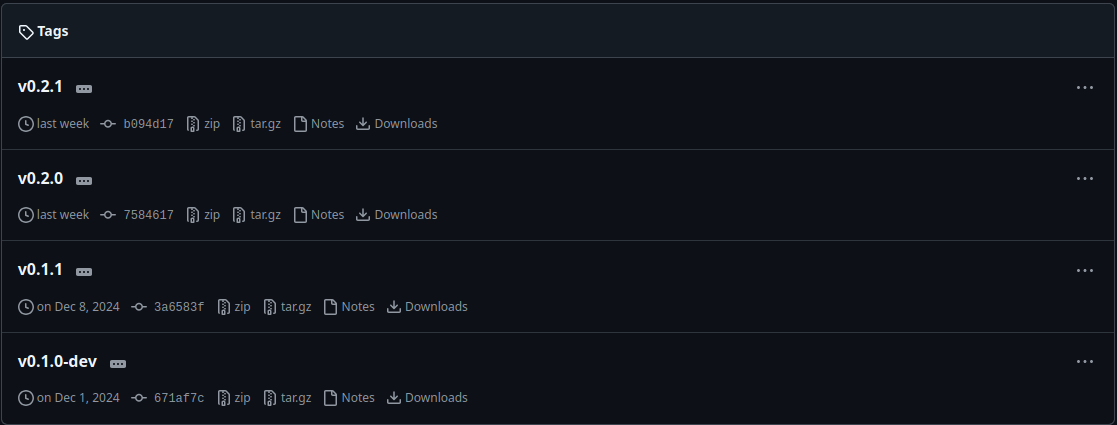 Tags
v0.2.1
last week b094d17 zip tar.gz Notes Downloads
v0.2.0
last week 7584617 zip tar.gz Notes Downloads
v0.1.1
on Dec 8, 2024 3a6583f zip tar.gz Notes Downloads
v0.1.0-dev
on Dec 1, 2024 671af7c zip tar.gz Notes Downloads